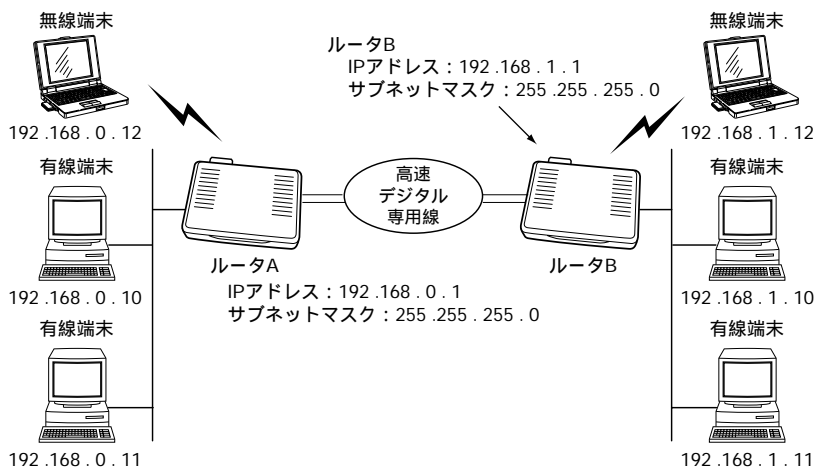 無線端末
192.168.0.12
有線端末
192.168.0.10
有線端末
192.168.0.11
ルータA
IPアドレス:192.168.0.1
サブネットマスク:255.255.255.0
高速
デジタル
専用線
ルータB
IPアドレス:192.168.1.1
サブネットマスク:255.255.255.0
ルータB
無線端末
192.168.1.12
有線端末
192.168.1.10
有線端末
192.168.1.11